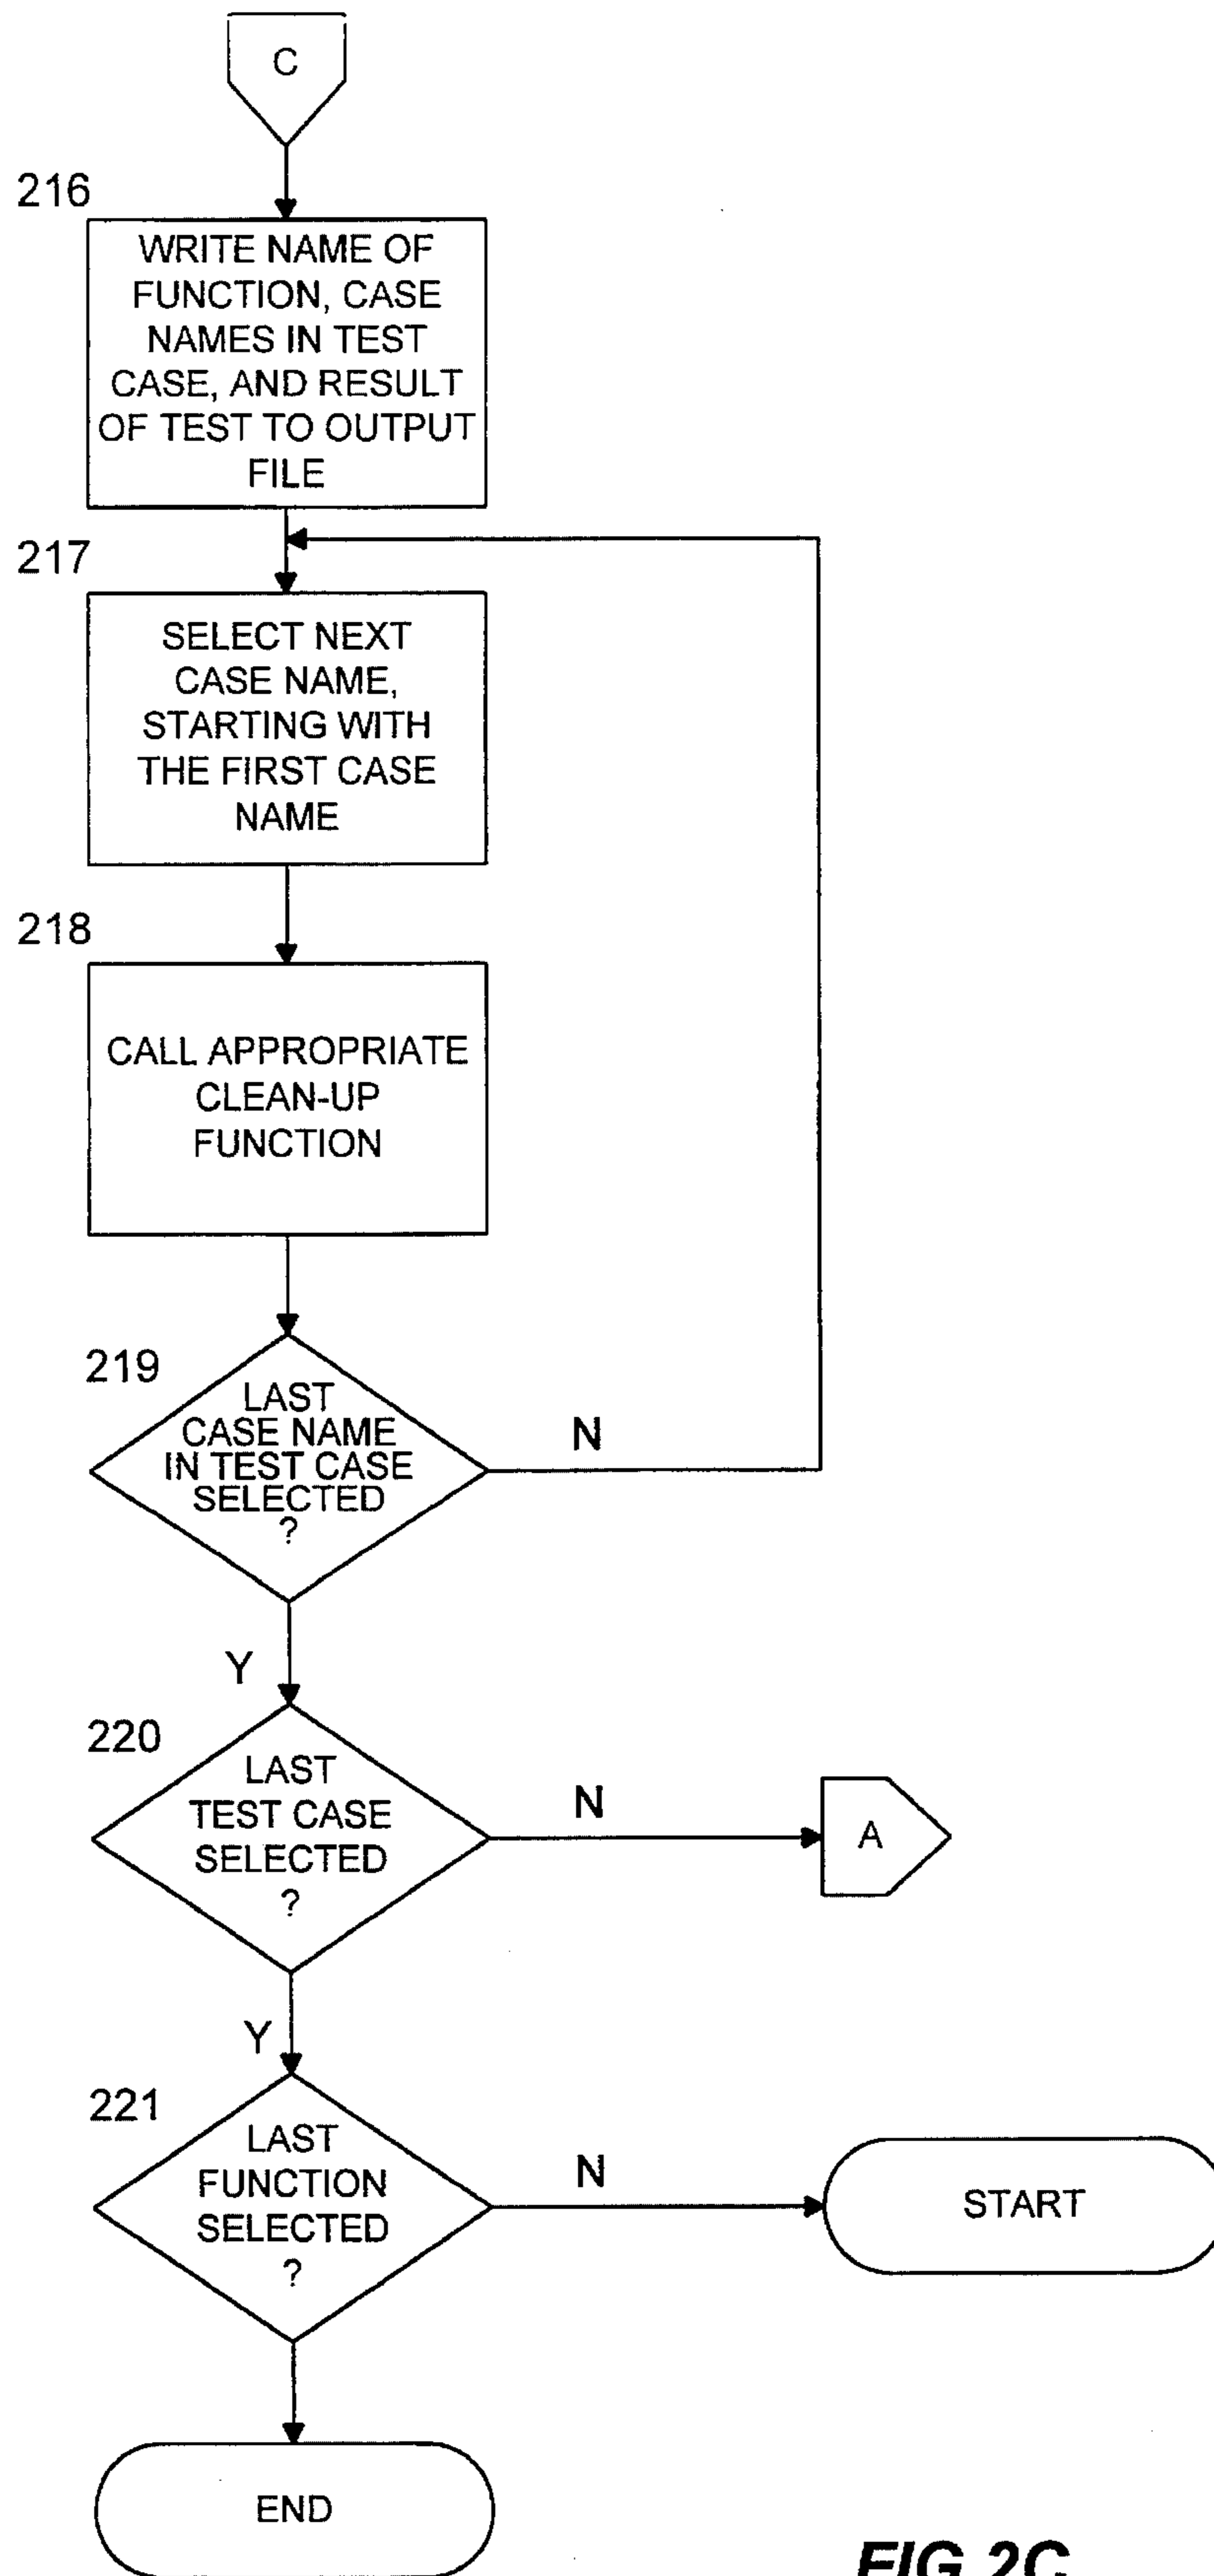 C
216
WRITE NAME OF
FUNCTION, CASE
NAMES IN TEST
CASE, AND RESULT
OF TEST TO OUTPUT
FILE
217
SELECT NEXT
CASE NAME,
STARTING WITH
THE FIRST CASE
NAME
218
CALL APPROPRIATE
CLEAN-UP
FUNCTION
219
LAST
CASE NAME
IN TEST CASE
SELECTED
?
N
Y
220
LAST
TEST CASE
SELECTED
?
N
A
Y
221
LAST
FUNCTION
SELECTED
?
N
START
END
FIG.2C